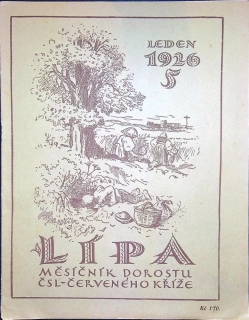 LEDEN
1926
5
LÍPA
MĚSÍČNÍK DOROSTU
ČSL-ČERVENÉHO KŘÍŽE
Kč 1·70.